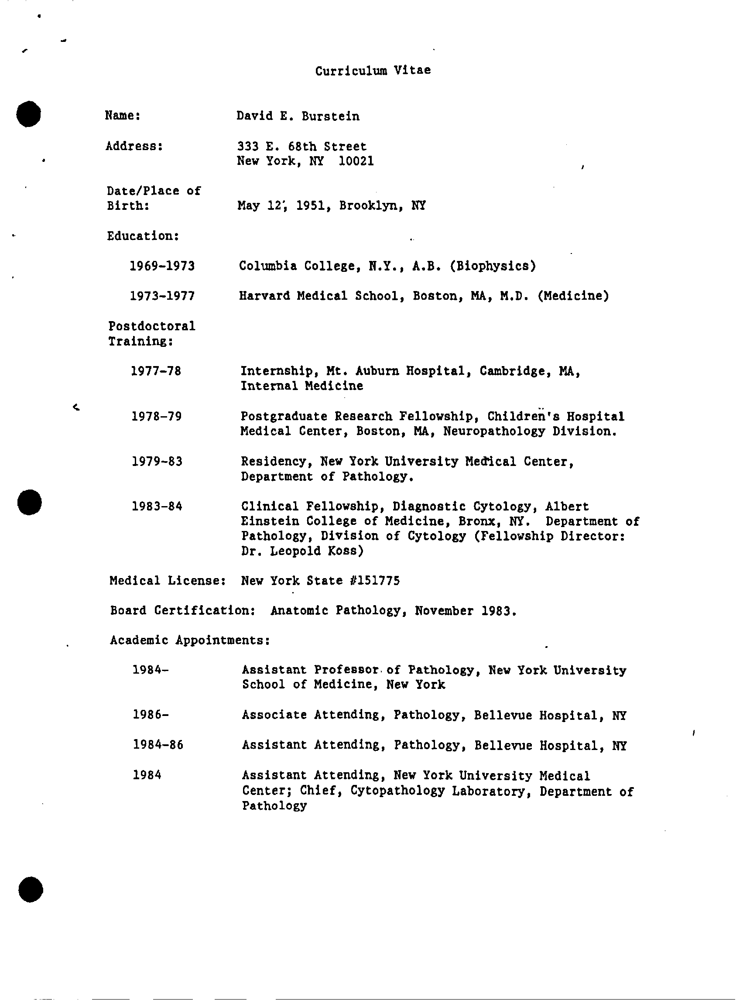 Curriculum Vitae
Name: David E. Burstein
Address: 333 E. 68th Street
New York, NY 10021
Date/Place of
Birth: May 12, 1951, Brooklyn, NY
Education:
1969-1973 Columbia College, N.Y., A.B. (Biophysics)
1973-1977 Harvard Medical School, Boston, MA, M.D. (Medicine)
Postdoctoral
Training:
1977-78 Internship, Mt. Auburn Hospital, Cambridge, MA,
Internal Medicine
1978-79 Postgraduate Research Fellowship, Children's Hospital
Medical Center, Boston, MA, Neuropathology Division.
1979-83 Residency, New York University Medical Center,
Department of Pathology.
1983-84 Clinical Fellowship, Diagnostic Cytology, Albert
Einstein College of Medicine, Bronx, NY. Department of
Pathology, Division of Cytology (Fellowship Director:
Dr. Leopold Koss)
Medical License: New York State #151775
Board Certification: Anatomic Pathology, November 1983.
Academic Appointments:
1984- Assistant Professor of Pathology, New York University
School of Medicine, New York
1986- Associate Attending, Pathology, Bellevue Hospital, NY
1984-86 Assistant Attending, Pathology, Bellevue Hospital, NY
1984 Assistant Attending, New York University Medical
Center; Chief, Cytopathology Laboratory, Department of
Pathology